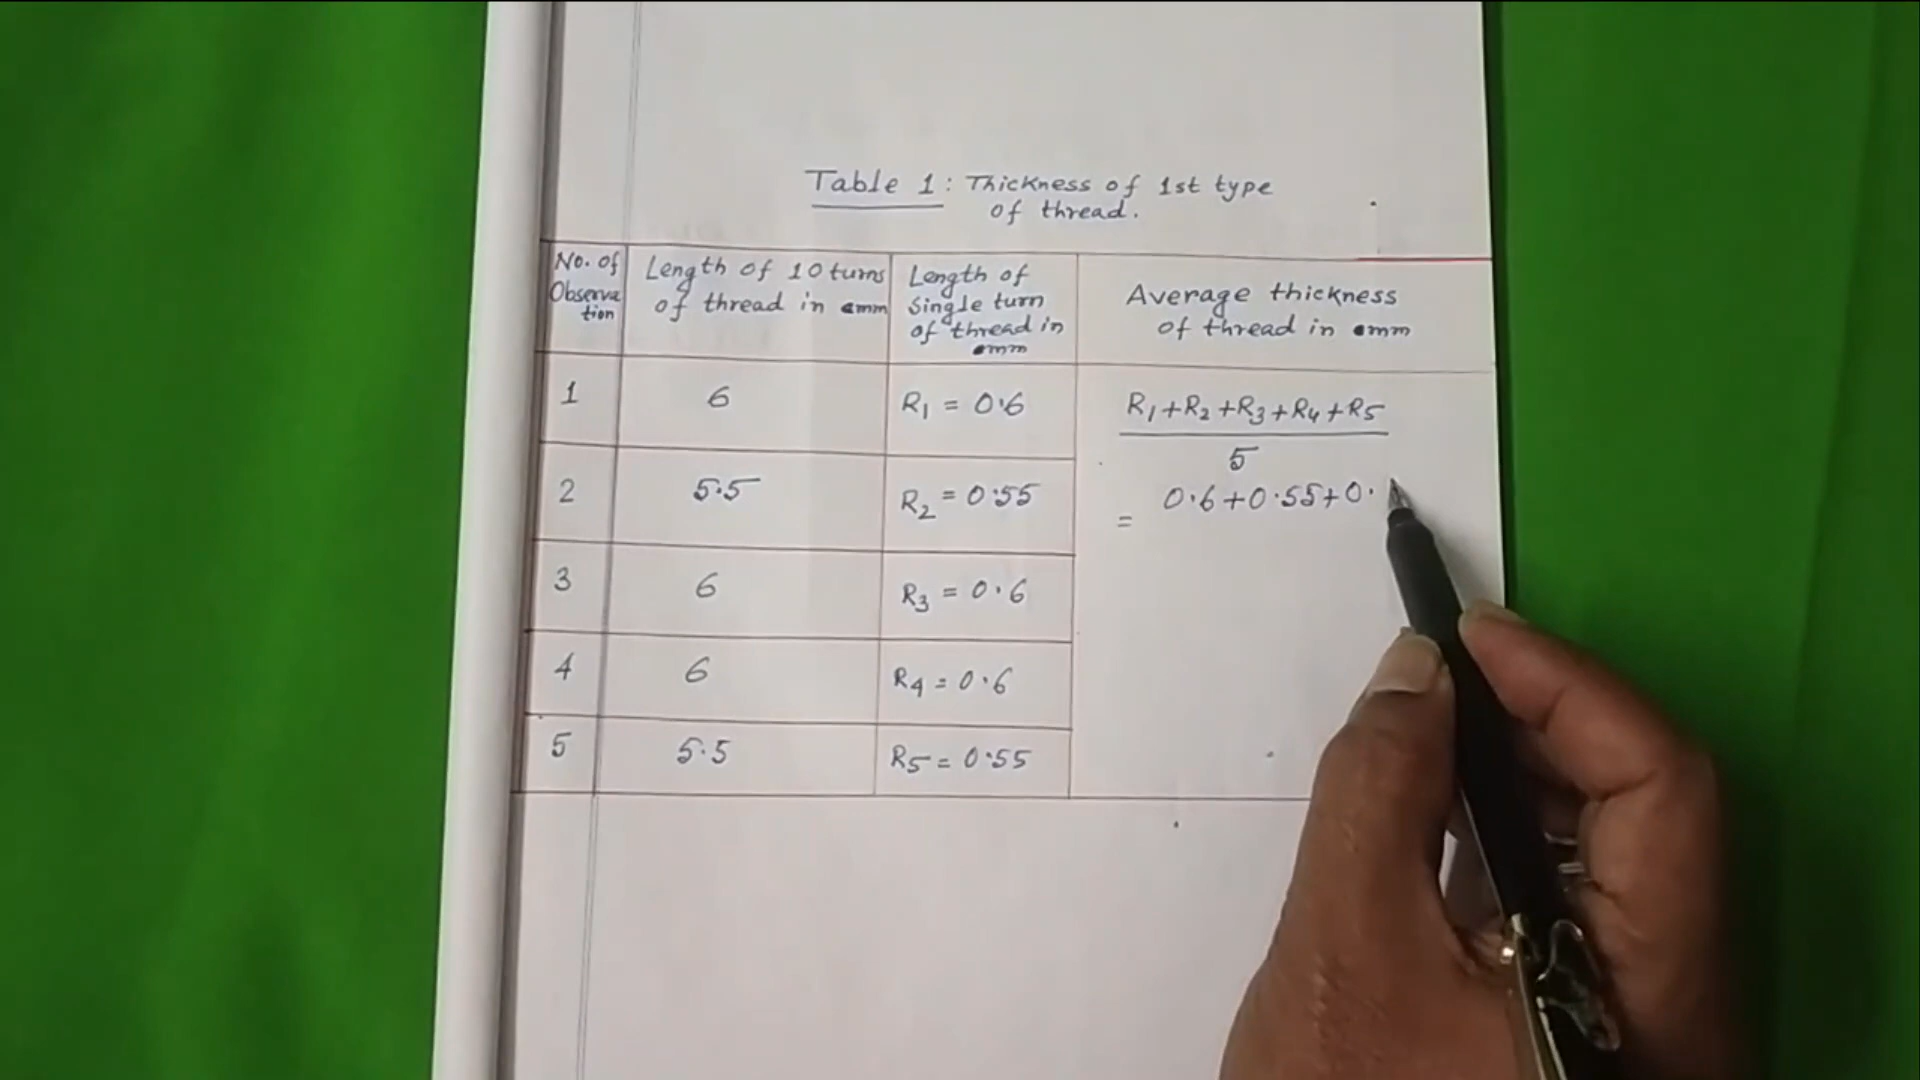 Table 1: Thickness of 1st type
of thread.
No. of
Observa
tion
Length of 10 turns
of thread in mm
Length of
Single turn
of thread in
mm
Average thickness
of thread in mm
1
6
R1 = 0.6
R1+R2+R3+R4+R5
5
= 0.6+0.55+0.
2
5.5
R2 = 0.55
3
6
R3 = 0.6
4
6
R4 = 0.6
5
5.5
R5 = 0.55